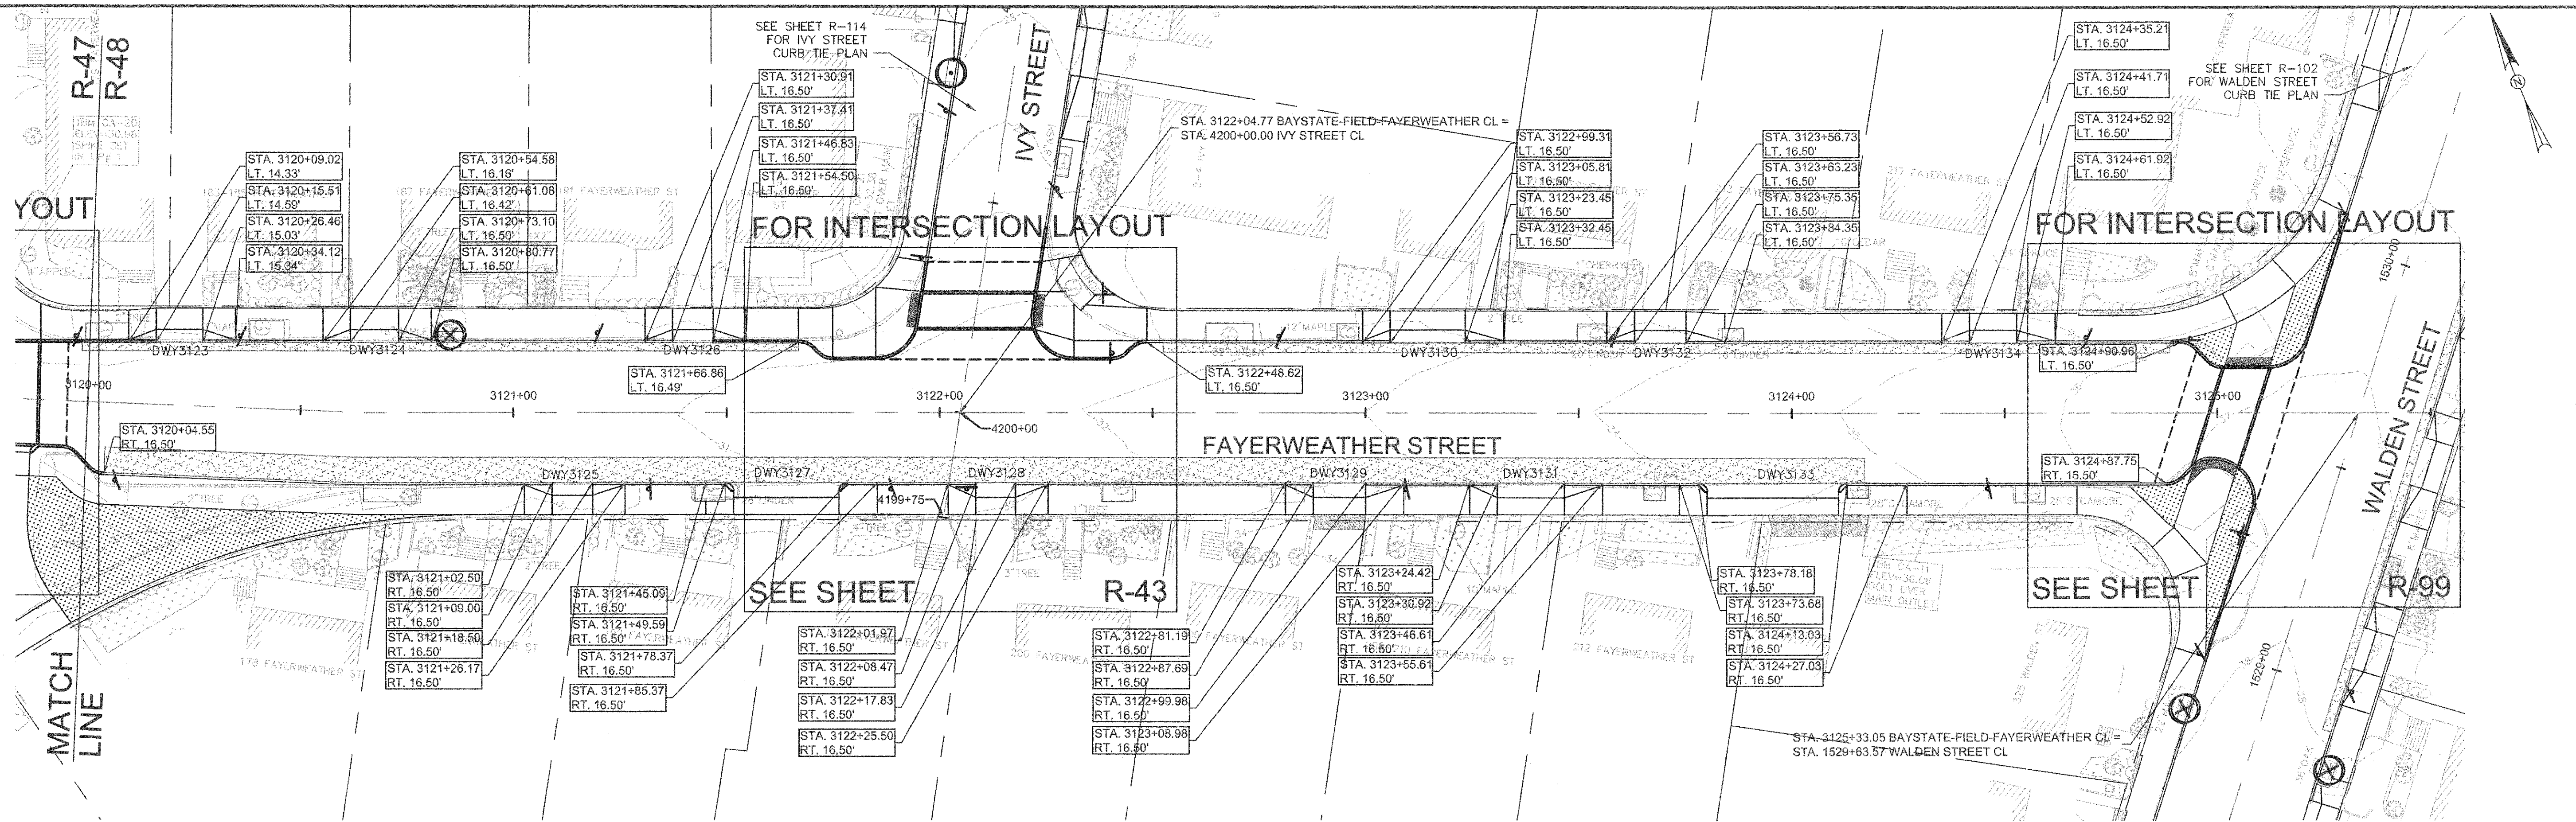 R-47
R-48
SEE SHEET R-114
FOR IVY STREET
CURB TIE PLAN
IVY STREET
STA. 3124+35.21
LT. 16.50'
SEE SHEET R-102
FOR WALDEN STREET
CURB TIE PLAN
N
STA. 3121+30.91
LT. 16.50'
STA. 3121+37.41
LT. 16.50'
STA. 3121+46.83
LT. 16.50'
STA. 3121+54.50
LT. 16.50'
STA. 3124+41.71
LT. 16.50'
STA. 3124+52.92
LT. 16.50'
STA. 3124+61.92
LT. 16.50'
STA. 3122+04.77 BAYSTATE-FIELD-FAYERWEATHER CL =
STA. 4200+00.00 IVY STREET CL
STA. 3122+99.31
LT. 16.50'
STA. 3123+05.81
LT. 16.50'
STA. 3123+23.45
LT. 16.50'
STA. 3123+32.45
LT. 16.50'
STA. 3123+56.73
LT. 16.50'
STA. 3123+63.23
LT. 16.50'
STA. 3123+75.35
LT. 16.50'
STA. 3123+84.35
LT. 16.50'
STA. 3120+09.02
LT. 14.33'
STA. 3120+15.51
LT. 14.59'
STA. 3120+26.46
LT. 15.03'
STA. 3120+34.12
LT. 15.34'
STA. 3120+54.58
LT. 16.16'
STA. 3120+61.08
LT. 16.42'
STA. 3120+73.10
LT. 16.50'
STA. 3120+80.77
LT. 16.50'
YOUT
FOR INTERSECTION LAYOUT
FOR INTERSECTION LAYOUT
1530+00
12" MAPLE
DWY3123
DWY3124
DWY3126
DWY3130
DWY3132
DWY3134
STA. 3121+66.86
LT. 16.49'
STA. 3122+48.62
LT. 16.50'
STA. 3124+90.96
LT. 16.50'
3120+00
3121+00
3122+00
3123+00
3124+00
3125+00
4200+00
WALDEN STREET
FAYERWEATHER STREET
STA. 3120+04.55
RT. 16.50'
STA. 3124+87.75
RT. 16.50'
DWY3125
DWY3127
DWY3128
DWY3129
DWY3131
DWY3133
4199+75
STA. 3121+02.50
RT. 16.50'
STA. 3121+09.00
RT. 16.50'
STA. 3121+18.50
RT. 16.50'
STA. 3121+26.17
RT. 16.50'
STA. 3121+45.09
RT. 16.50'
STA. 3121+49.59
RT. 16.50'
STA. 3121+78.37
RT. 16.50'
STA. 3121+85.37
RT. 16.50'
SEE SHEET R-43
STA. 3122+01.97
RT. 16.50'
STA. 3122+08.47
RT. 16.50'
STA. 3122+17.83
RT. 16.50'
STA. 3122+25.50
RT. 16.50'
STA. 3122+81.19
RT. 16.50'
STA. 3122+87.69
RT. 16.50'
STA. 3122+99.98
RT. 16.50'
STA. 3123+08.98
RT. 16.50'
STA. 3123+24.42
RT. 16.50'
STA. 3123+30.92
RT. 16.50'
STA. 3123+46.61
RT. 16.50'
STA. 3123+55.61
RT. 16.50'
STA. 3123+78.18
RT. 16.50'
STA. 3123+73.68
RT. 16.50'
STA. 3124+13.03
RT. 16.50'
STA. 3124+27.03
RT. 16.50'
SEE SHEET R-99
178 FAYERWEATHER ST
212 FAYERWEATHER ST
1529+00
MATCH
LINE
STA. 3125+33.05 BAYSTATE-FIELD-FAYERWEATHER CL =
STA. 1529+63.57 WALDEN STREET CL